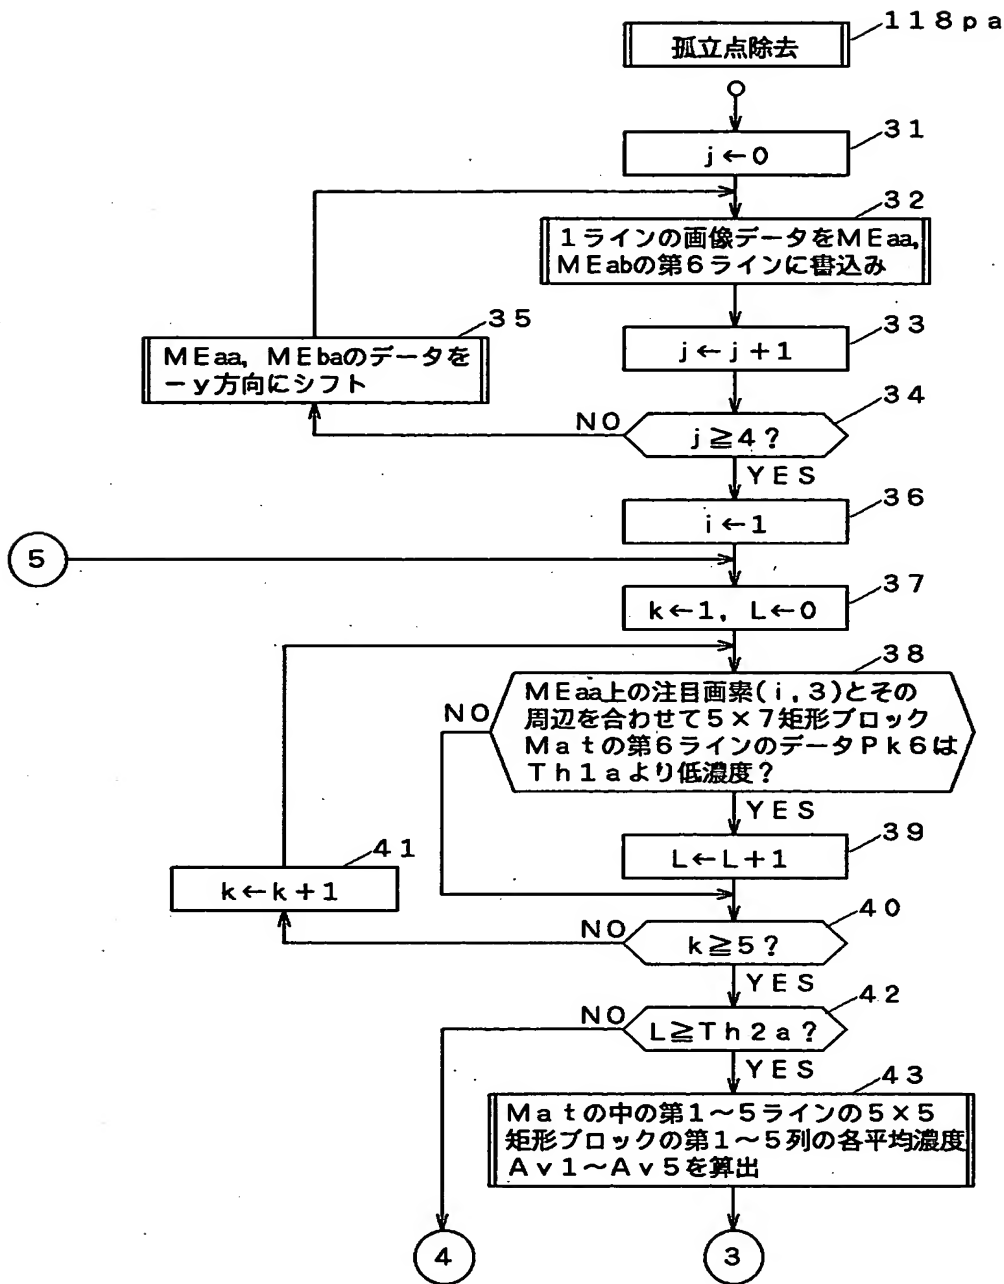 118pa
孤立点除去
31
j←0
32
1ラインの画像データをMEaa,
MEabの第6ラインに書込み
35
MEaa, MEbaのデータを
－y方向にシフト
33
j←j+1
34
NO
j≧4?
YES
36
i←1
5
37
k←1, L←0
38
NO
MEaa上の注目画素(i,3)とその
周辺を合わせて5×7矩形ブロック
Matの第6ラインのデータPk6は
Th1aより低濃度?
YES
39
L←L+1
41
k←k+1
40
NO
k≧5?
YES
42
NO
L≧Th2a?
YES
43
Matの中の第1～5ラインの5×5
矩形ブロックの第1～5列の各平均濃度
Av1～Av5を算出
4
3